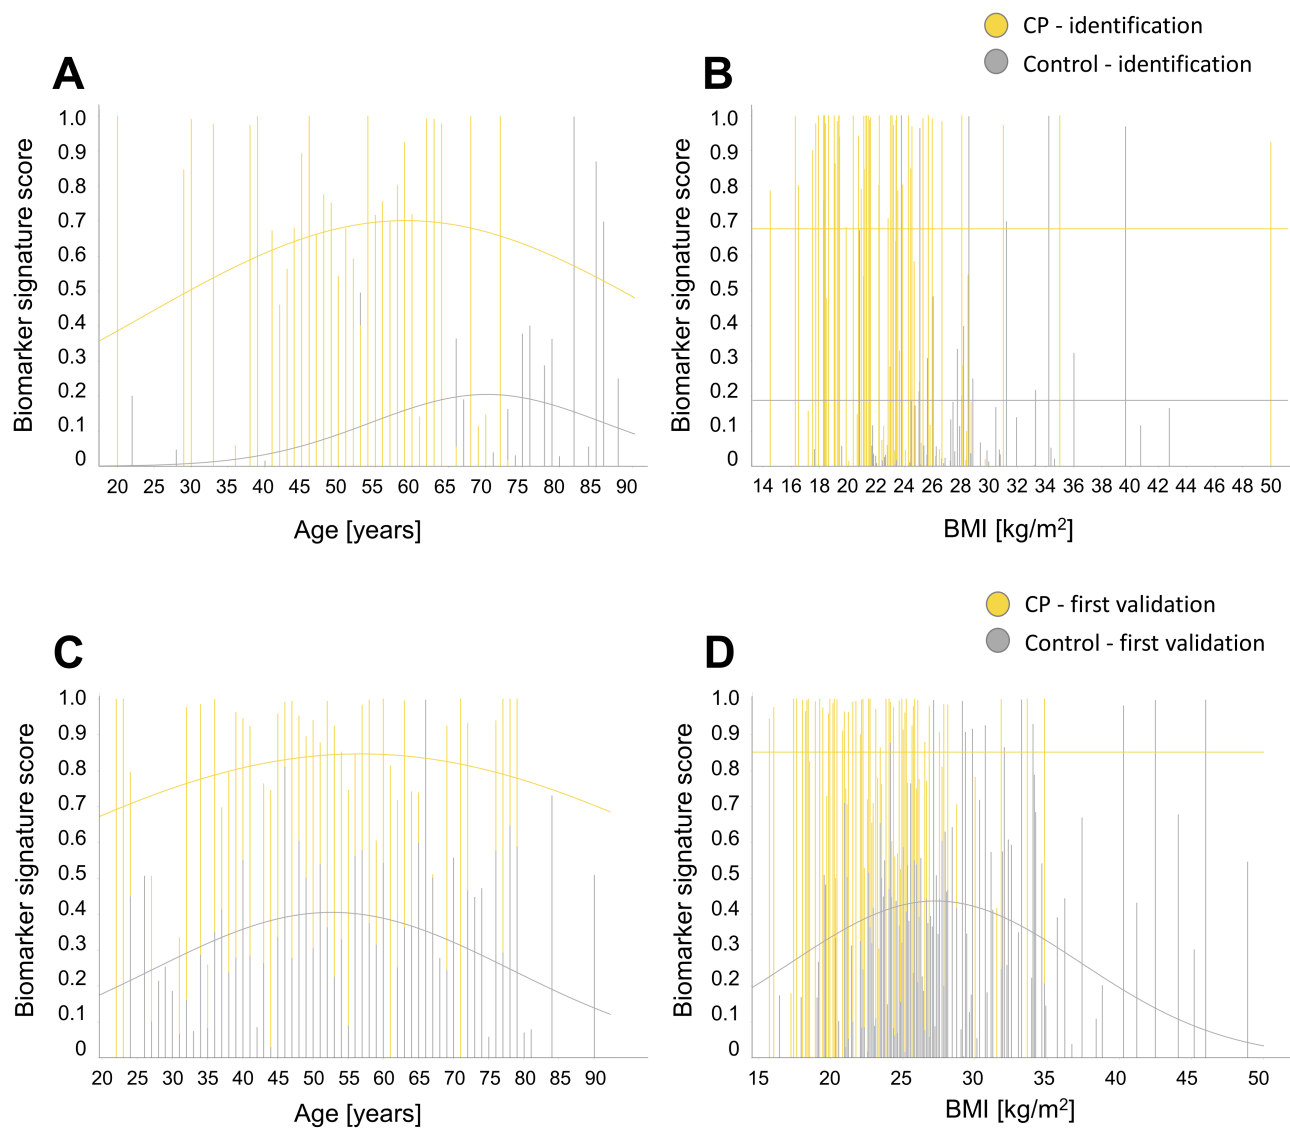 CP - identification
Control - identification
A
B
Biomarker signature score
1.0
0.9
0.8
0.7
0.6
0.5
0.4
0.3
0.2
0.1
0
20 25 30 35 40 45 50 55 60 65 70 75 80 85 90
Age [years]
Biomarker signature score
1.0
0.9
0.8
0.7
0.6
0.5
0.4
0.3
0.2
0.1
0
14 16 18 20 22 24 26 28 30 32 34 36 38 40 42 44 46 48 50
BMI [kg/m²]
CP - first validation
Control - first validation
C
D
Biomarker signature score
1.0
0.9
0.8
0.7
0.6
0.5
0.4
0.3
0.2
0.1
0
20 25 30 35 40 45 50 55 60 65 70 75 80 85 90
Age [years]
Biomarker signature score
1.0
0.9
0.8
0.7
0.6
0.5
0.4
0.3
0.2
0.1
0
15 20 25 30 35 40 45 50
BMI [kg/m²]